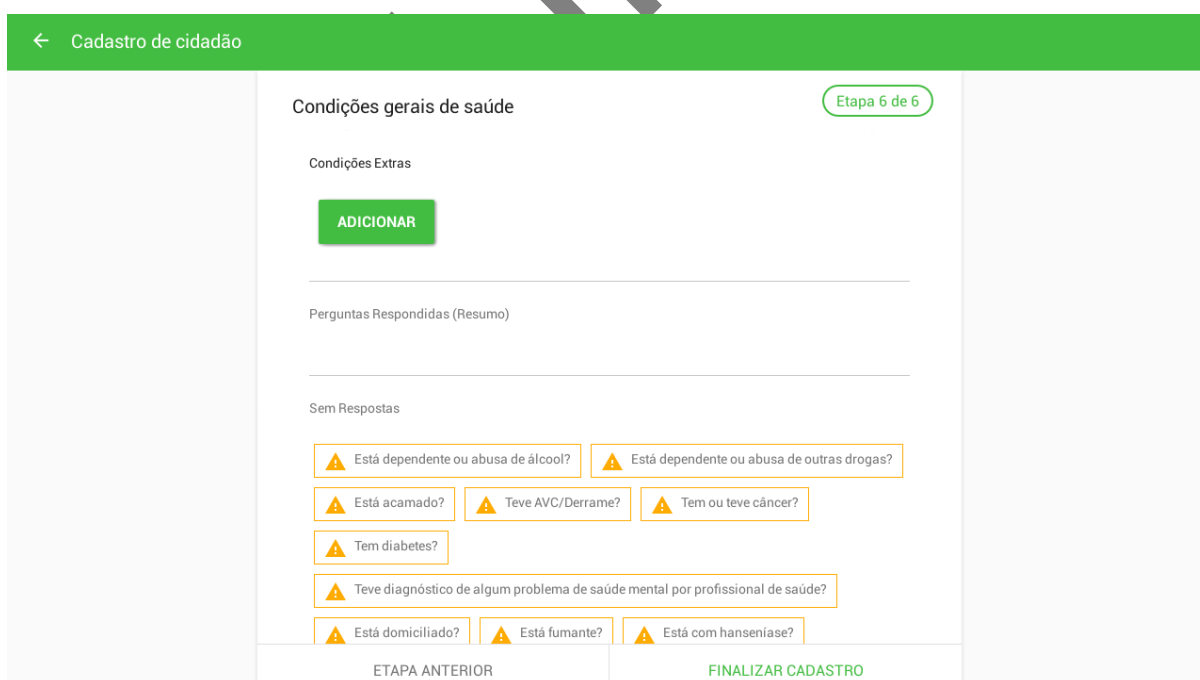 Cadastro de cidadão
Condições gerais de saúde
Etapa 6 de 6
Condições Extras
ADICIONAR
Perguntas Respondidas (Resumo)
Sem Respostas
Está dependente ou abusa de álcool? Está dependente ou abusa de outras drogas?
Está acamado? Teve AVC/Derrame? Tem ou teve câncer?
Tem diabetes?
Teve diagnóstico de algum problema de saúde mental por profissional de saúde?
Está domiciliado? Está fumante? Está com hanseníase?
ETAPA ANTERIOR FINALIZAR CADASTRO